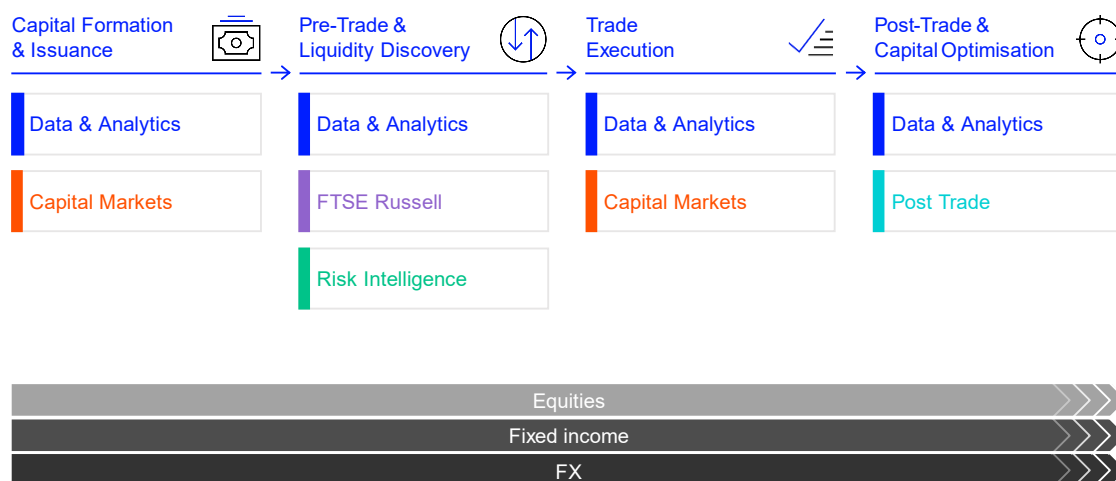 Capital Formation
& Issuance
Pre-Trade &
Liquidity Discovery
Trade
Execution
Post-Trade &
Capital Optimisation
Data & Analytics
Data & Analytics
Data & Analytics
Data & Analytics
Capital Markets
FTSE Russell
Capital Markets
Post Trade
Risk Intelligence
Equities
Fixed income
FX